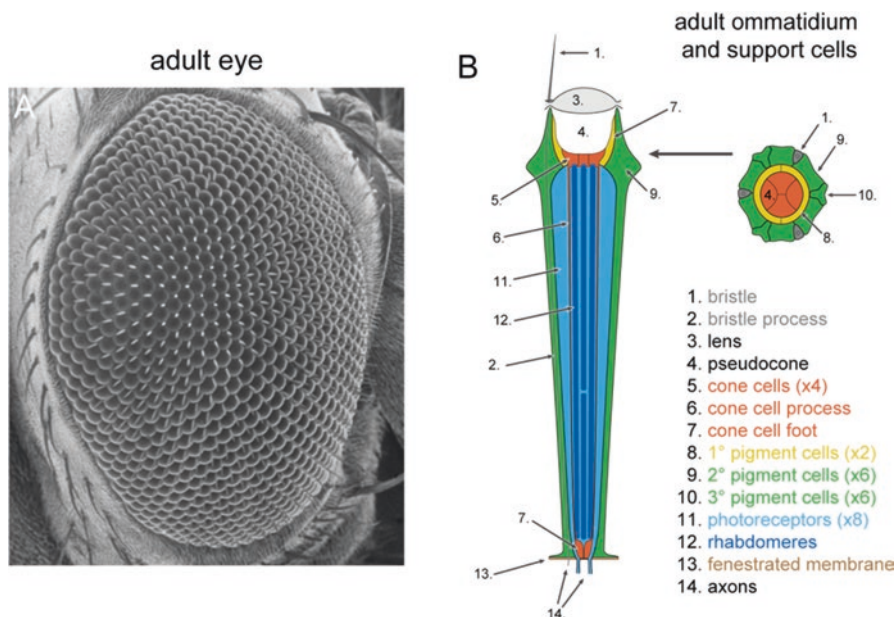 adult eye
A
adult ommatidium
and support cells
B
1.
3.
4.
7.
5.
9.
6.
11.
12.
2.
7.
13.
14.
1.
9.
4.
10.
8.
1. bristle
2. bristle process
3. lens
4. pseudocone
5. cone cells (x4)
6. cone cell process
7. cone cell foot
8. 1° pigment cells (x2)
9. 2° pigment cells (x6)
10. 3° pigment cells (x6)
11. photoreceptors (x8)
12. rhabdomeres
13. fenestrated membrane
14. axons